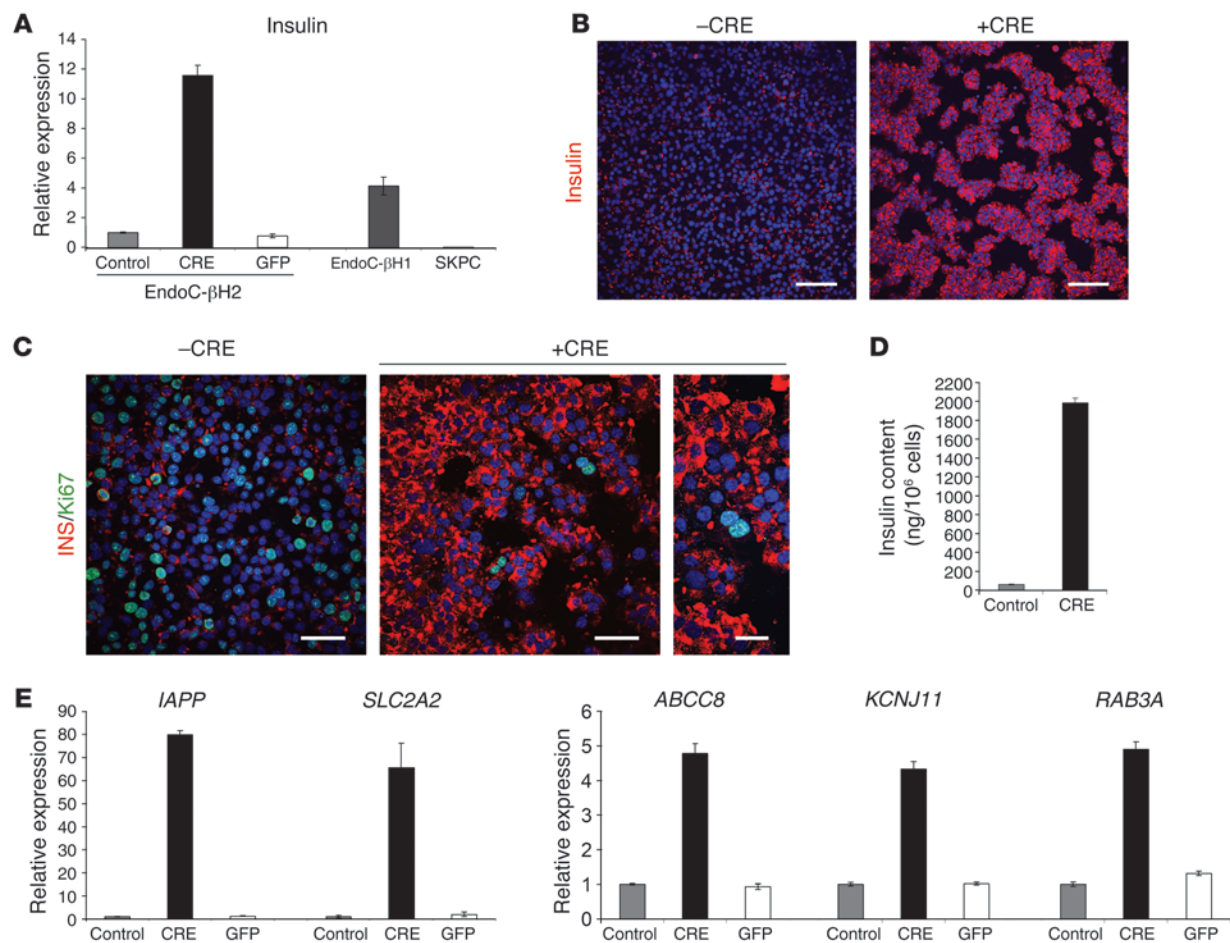 A
Insulin
Relative expression
14
12
10
8
6
4
2
0
Control CRE GFP EndoC-βH1 SKPC
EndoC-βH2
B
–CRE +CRE
Insulin
C
–CRE +CRE
INS/Ki67
D
Insulin content
(ng/10⁶ cells)
2200
2000
1800
1600
1400
1200
1000
800
600
400
200
0
Control CRE
E
IAPP SLC2A2
Relative expression
90
80
70
60
50
40
30
20
10
0
Control CRE GFP Control CRE GFP
ABCC8 KCNJ11 RAB3A
Relative expression
6
5
4
3
2
1
0
Control CRE GFP Control CRE GFP Control CRE GFP